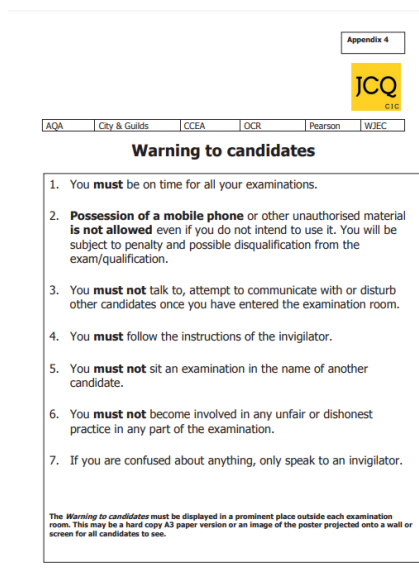 Appendix 4
JCQ
CIC
AQA City & Guilds CCEA OCR Pearson WJEC
Warning to candidates
1. You must be on time for all your examinations.
2. Possession of a mobile phone or other unauthorised material
is not allowed even if you do not intend to use it. You will be
subject to penalty and possible disqualification from the
exam/qualification.
3. You must not talk to, attempt to communicate with or disturb
other candidates once you have entered the examination room.
4. You must follow the instructions of the invigilator.
5. You must not sit an examination in the name of another
candidate.
6. You must not become involved in any unfair or dishonest
practice in any part of the examination.
7. If you are confused about anything, only speak to an invigilator.
The Warning to candidates must be displayed in a prominent place outside each examination
room. This may be a hard copy A3 paper version or an image of the poster projected onto a wall or
screen for all candidates to see.